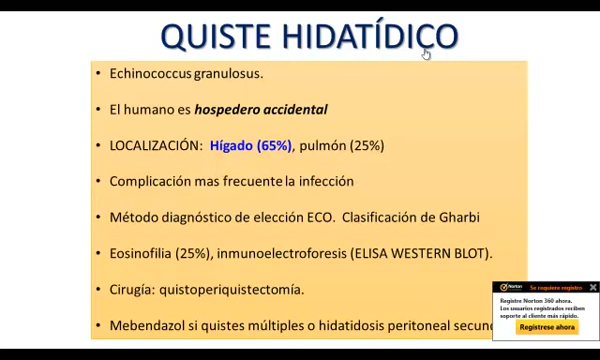 QUISTE HIDATÍDICO
• Echinococcus granulosus.
• El humano es hospedero accidental
• LOCALIZACIÓN: Hígado (65%), pulmón (25%)
• Complicación mas frecuente la infección
• Método diagnóstico de elección ECO. Clasificación de Gharbi
• Eosinofilia (25%), inmunoelectroforesis (ELISA WESTERN BLOT).
• Cirugía: quistoperiquistectomía.
• Mebendazol si quistes múltiples o hidatidosis peritoneal
Norton Se requiere registro
Registre Norton 360 ahora.
Los usuarios registrados reciben
soporte al cliente más rápido.
Regístrese ahora